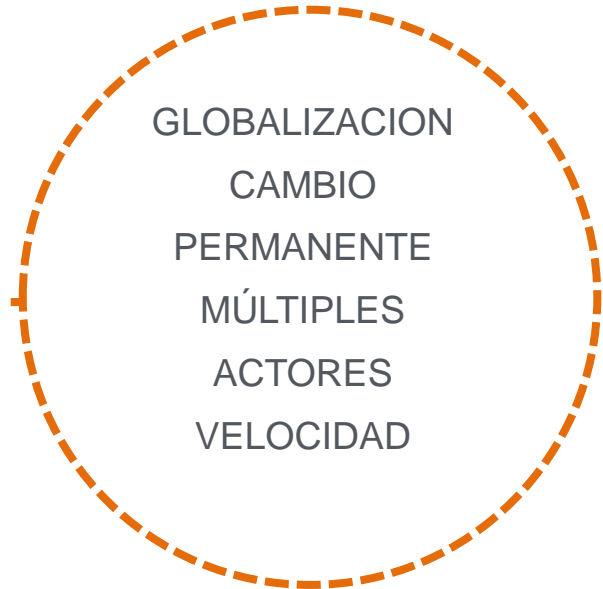 GLOBALIZACION
CAMBIO
PERMANENTE
MÚLTIPLES
ACTORES
VELOCIDAD